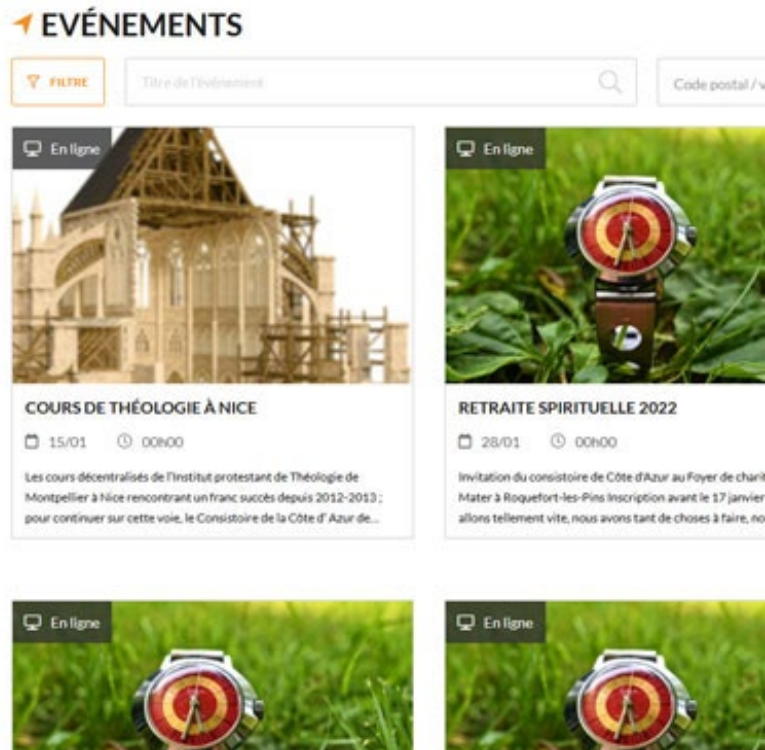 EVÉNEMENTS
FILTRE
Titre de l'événement
Code postal / v
En ligne
En ligne
COURS DE THÉOLOGIE À NICE
15/01 00h00
Les cours décentralisés de l'Institut protestant de Théologie de
Montpellier à Nice rencontrant un franc succès depuis 2012-2013 ;
pour continuer sur cette voie, le Consistoire de la Côte d' Azur de...
RETRAITE SPIRITUELLE 2022
28/01 00h00
Invitation du consistoire de Côte d'Azur au Foyer de charit
Mater à Roquefort-les-Pins Inscription avant le 17 janvier
allons tellement vite, nous avons tant de choses à faire, no
En ligne
En ligne